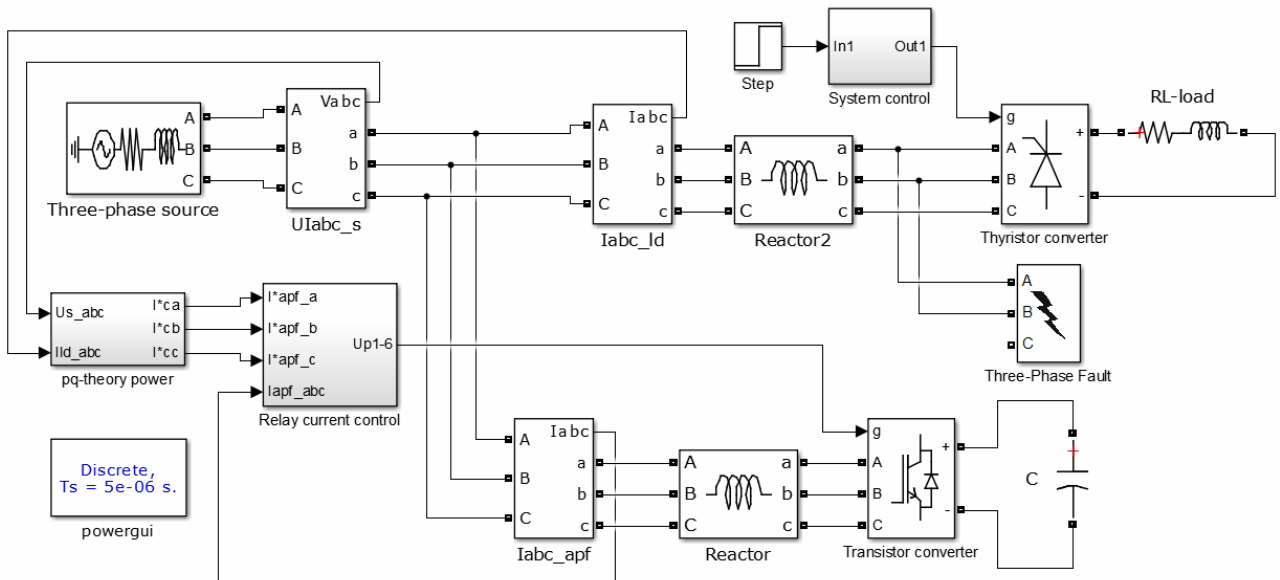 Step
In1
Out1
System control
RL-load
A
B
C
Three-phase source
A
B
C
Vabc
a
b
c
UIabc_s
A
B
C
Iabc
a
b
c
Iabc_ld
A
B
C
a
b
c
Reactor2
g
A
B
C
+
-
Thyristor converter
A
B
C
Three-Phase Fault
Us_abc
Ild_abc
I*ca
I*cb
I*cc
pq-theory power
I*apf_a
I*apf_b
I*apf_c
Iapf_abc
Up1-6
Relay current control
Discrete,
Ts = 5e-06 s.
powergui
A
B
C
Iabc
a
b
c
Iabc_apf
A
B
C
a
b
c
Reactor
g
A
B
C
+
-
Transistor converter
+
C